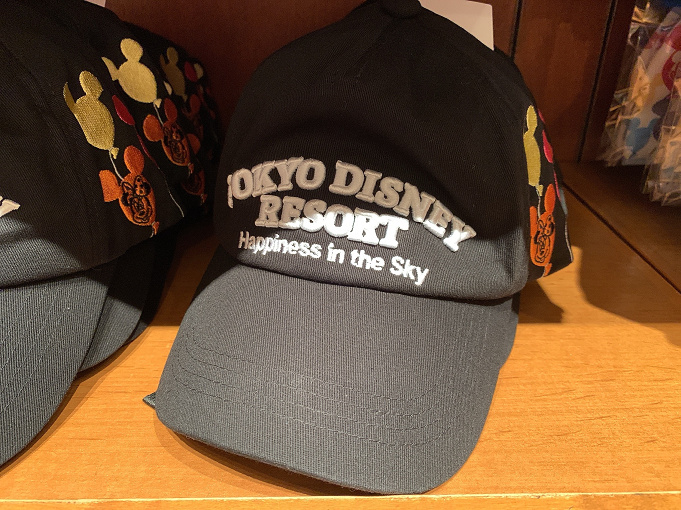 TOKYO DISNEY
RESORT
Happiness in the Sky